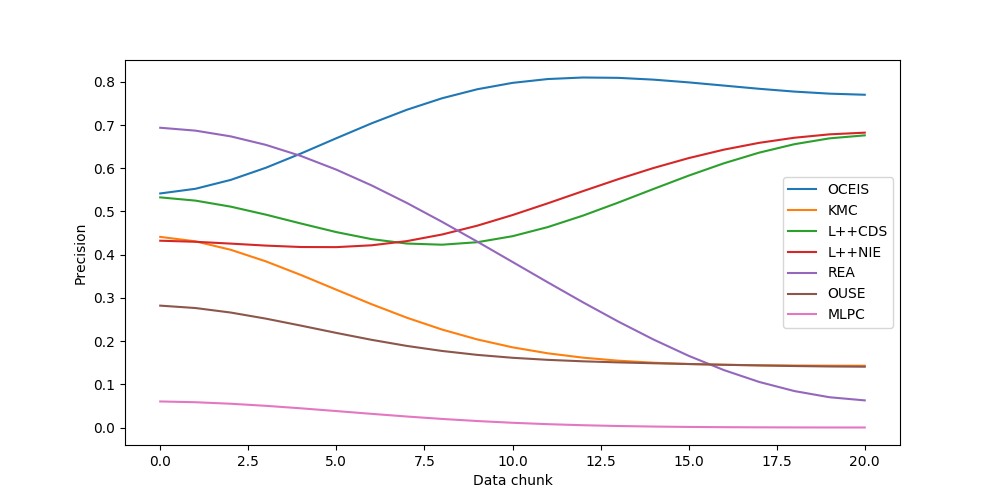 Precision
0.8
0.7
0.6
0.5
0.4
0.3
0.2
0.1
0.0
OCEIS
KMC
L++CDS
L++NIE
REA
OUSE
MLPC
0.0 2.5 5.0 7.5 10.0 12.5 15.0 17.5 20.0
Data chunk